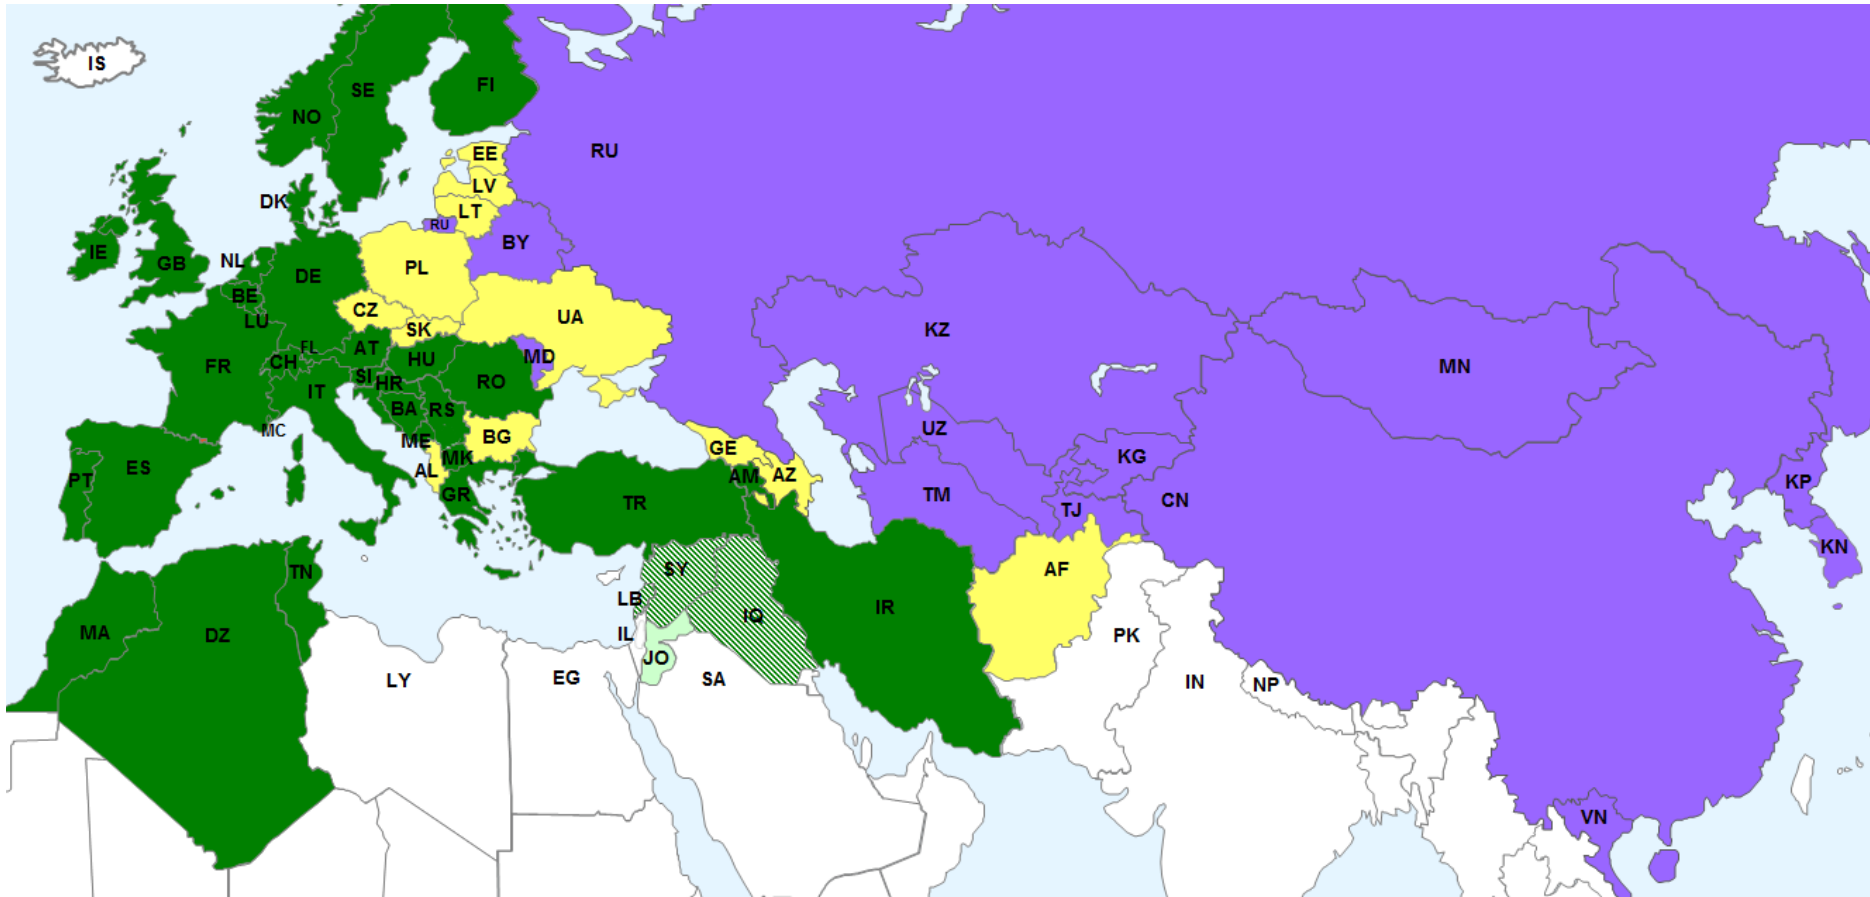 IS
NO
SE
FI
RU
EE
LV
LT
RU
DK
BY
IE
GB
NL
DE
PL
BE
LU
CZ
SK
UA
FR
CH
FL
AT
HU
MD
KZ
MN
SI
HR
IT
RO
BA
RS
MC
ME
BG
UZ
PT
ES
AL
MK
GE
KG
GR
AM
AZ
TR
TM
TJ
CN
KP
KN
TN
SY
AF
LB
IQ
IR
MA
DZ
IL
PK
JO
LY
EG
SA
IN
NP
VN